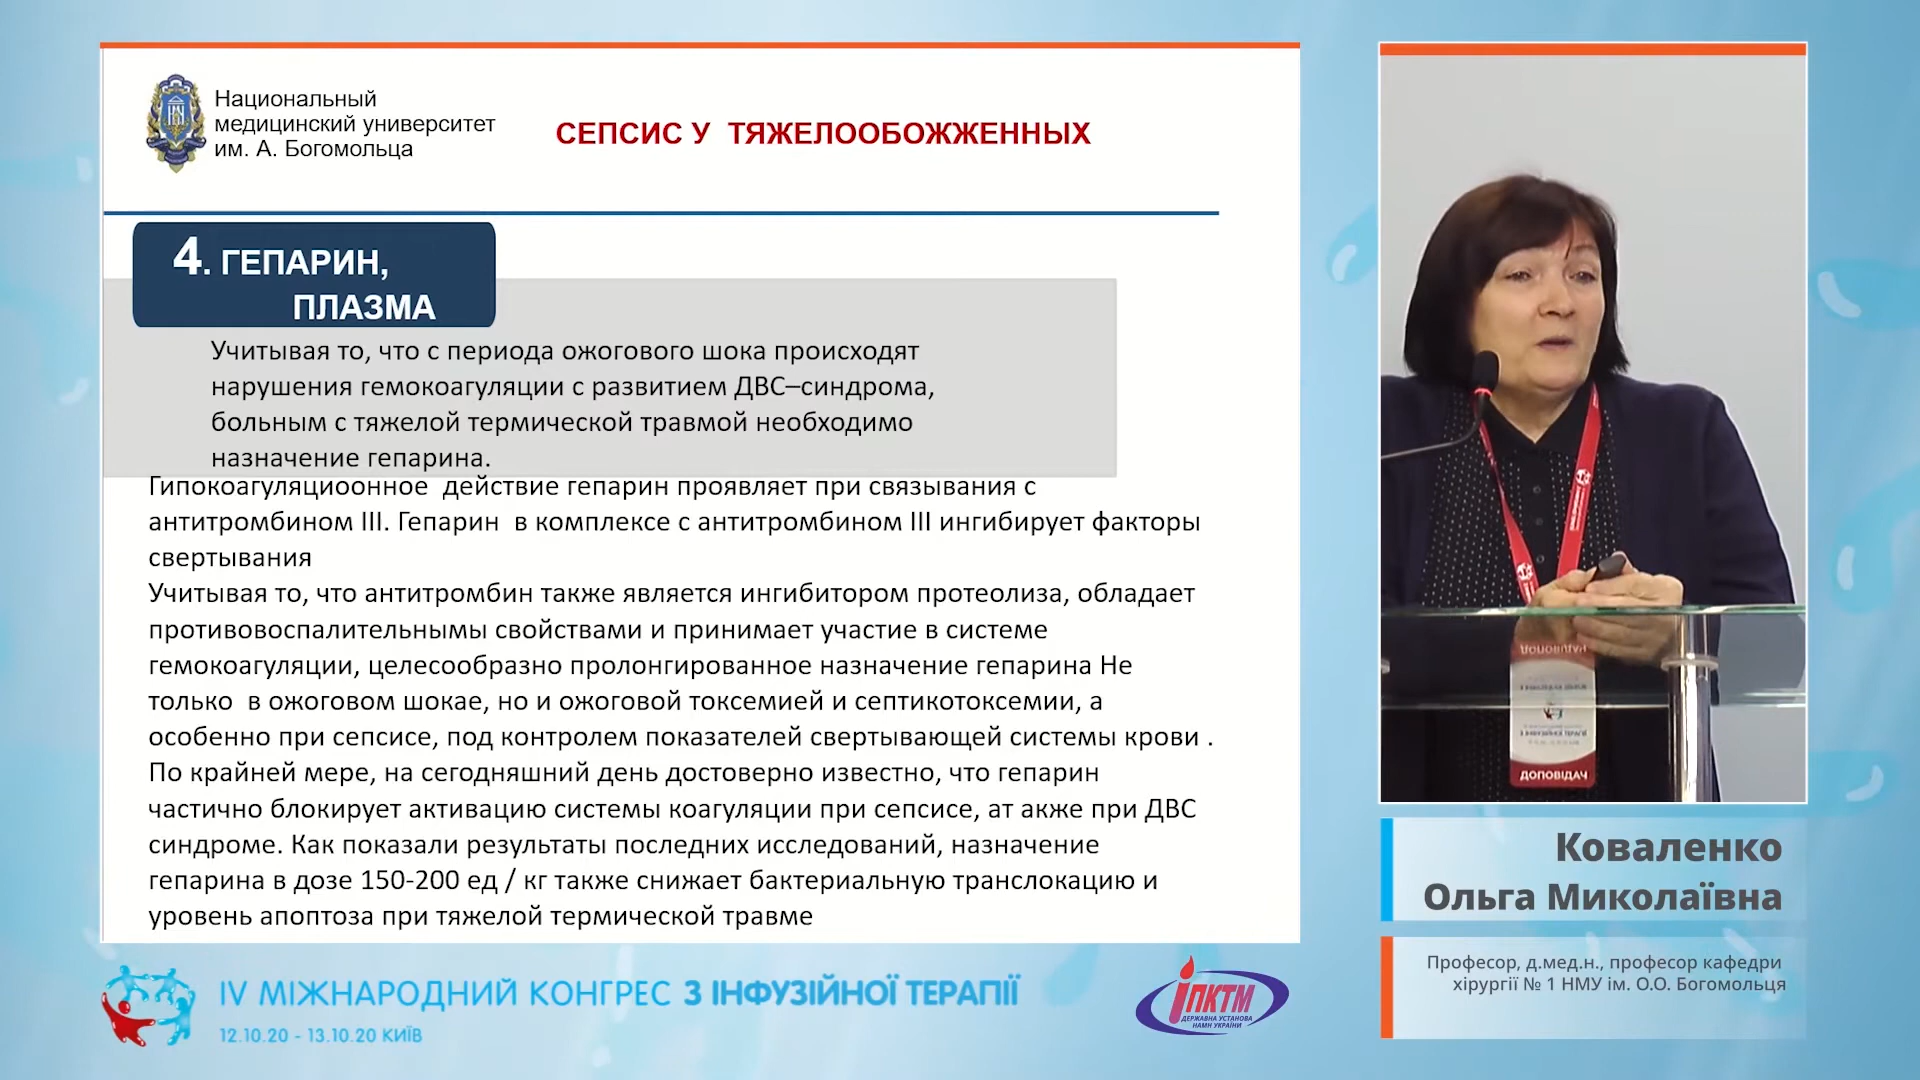 Национальный
медицинский университет
им. А. Богомольца
СЕПСИС У ТЯЖЕЛООБОЖЖЕННЫХ
4. ГЕПАРИН,
ПЛАЗМА
Учитывая то, что с периода ожогового шока происходят
нарушения гемокоагуляции с развитием ДВС–синдрома,
больным с тяжелой термической травмой необходимо
назначение гепарина.
Гипокоагуляциоонное действие гепарин проявляет при связывания с
антитромбином III. Гепарин в комплексе с антитромбином III ингибирует факторы
свертывания
Учитывая то, что антитромбин также является ингибитором протеолиза, обладает
противовоспалительнымы свойствами и принимает участие в системе
гемокоагуляции, целесообразно пролонгированное назначение гепарина Не
только в ожоговом шокае, но и ожоговой токсемией и септикотоксемии, а
особенно при сепсисе, под контролем показателей свертывающей системы крови .
По крайней мере, на сегодняшний день достоверно известно, что гепарин
частично блокирует активацию системы коагуляции при сепсисе, ат акже при ДВС
синдроме. Как показали результаты последних исследований, назначение
гепарина в дозе 150-200 ед / кг также снижает бактериальную транслокацию и
уровень апоптоза при тяжелой термической травме
З ІНФУЗІЙНОЇ ТЕРАПІЇ
ДОПОВІДАЧ
Коваленко
Ольга Миколаївна
Професор, д.мед.н., професор кафедри
хірургії № 1 НМУ ім. О.О. Богомольця
IV МІЖНАРОДНИЙ КОНГРЕС З ІНФУЗІЙНОЇ ТЕРАПІЇ
12.10.20 - 13.10.20 КИЇВ
ІПКТМ
ДЕРЖАВНА УСТАНОВА
НАМН УКРАЇНИ